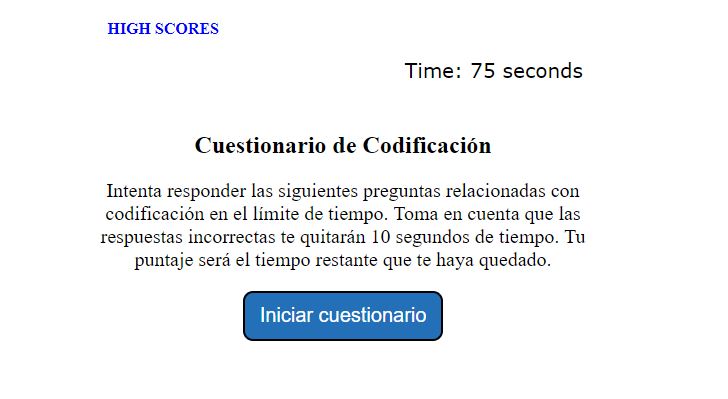 HIGH SCORES
Time: 75 seconds
Cuestionario de Codificación
Intenta responder las siguientes preguntas relacionadas con
codificación en el límite de tiempo. Toma en cuenta que las
respuestas incorrectas te quitarán 10 segundos de tiempo. Tu
puntaje será el tiempo restante que te haya quedado.
Iniciar cuestionario